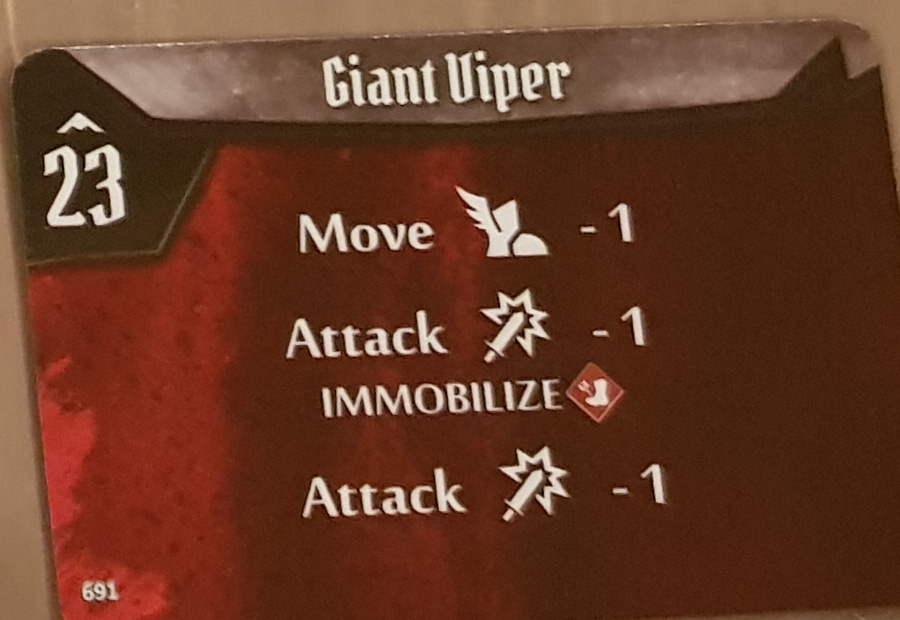 Giant Viper
23
Move - 1
Attack - 1
IMMOBILIZE
Attack - 1
691